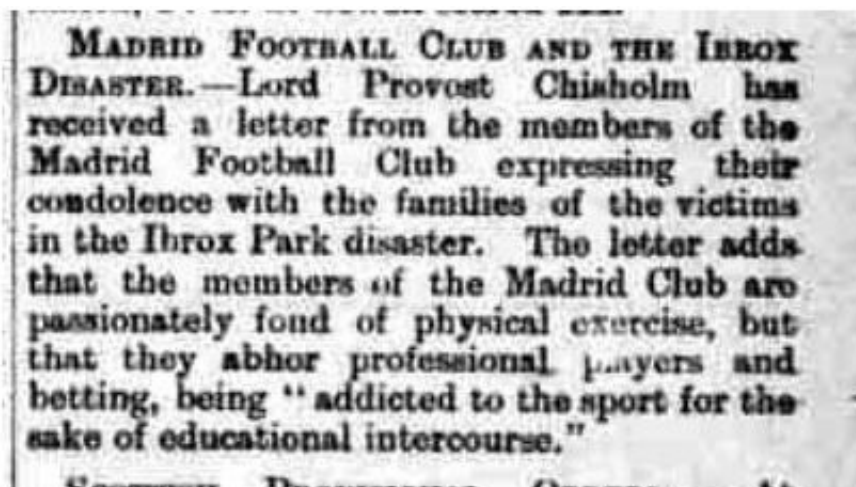 MADRID FOOTBALL CLUB AND THE IBROX
DISASTER.—Lord Provost Chisholm has
received a letter from the members of the
Madrid Football Club expressing their
condolence with the families of the victims
in the Ibrox Park disaster. The letter adds
that the members of the Madrid Club are
passionately fond of physical exercise, but
that they abhor professional players and
betting, being "addicted to the sport for the
sake of educational intercourse."